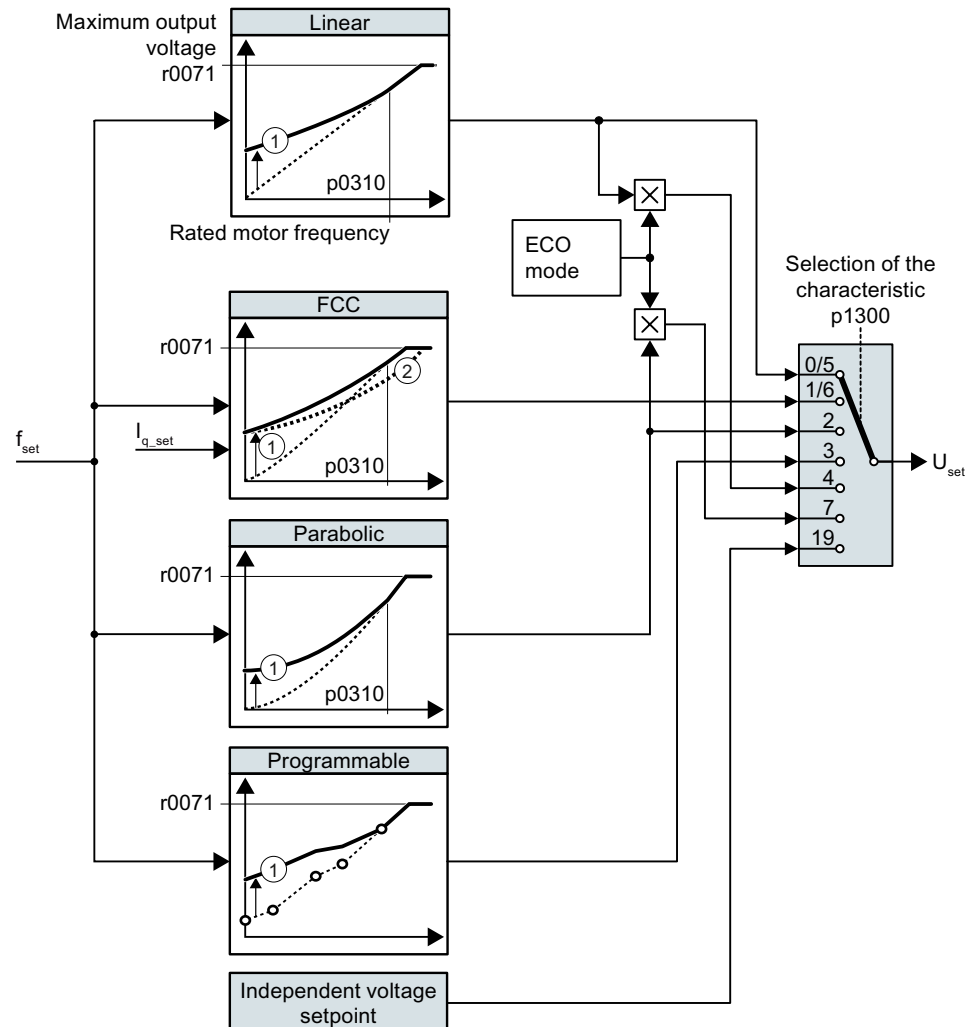 Linear
Maximum output
voltage
r0071
1
p0310
Rated motor frequency
ECO
mode
Selection of the
characteristic
p1300
FCC
r0071
2
1
p0310
f_set
I_q_set
0/5
1/6
2
3
4
7
19
U_set
Parabolic
r0071
1
p0310
Programmable
r0071
1
Independent voltage
setpoint